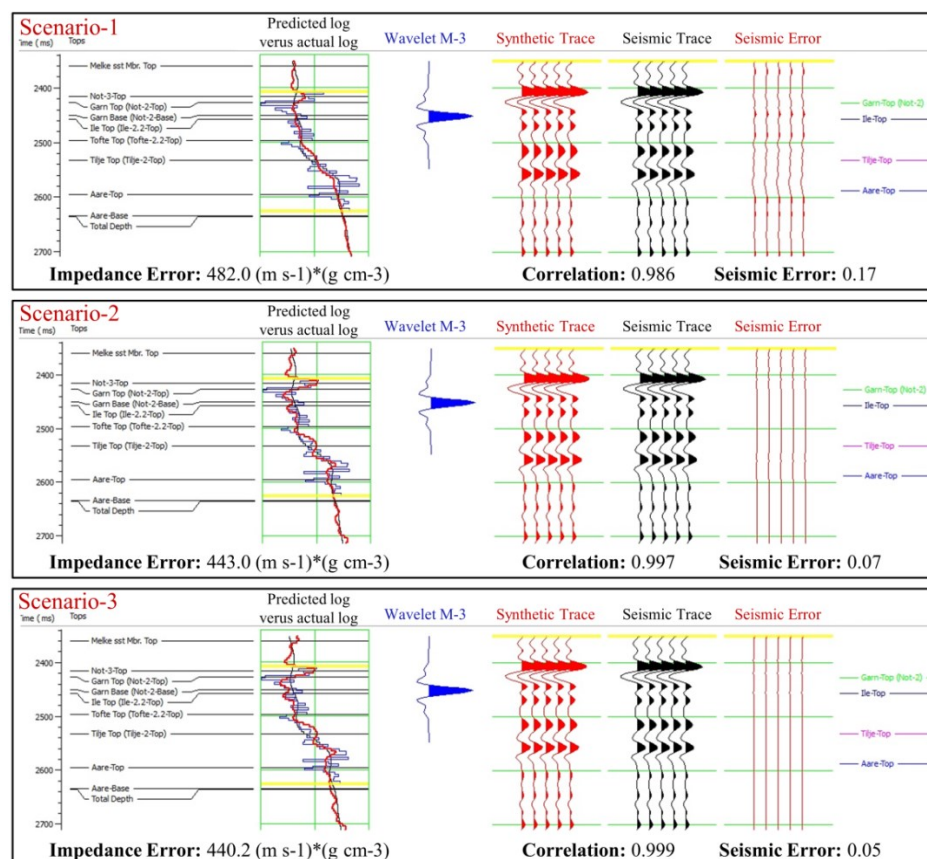 Scenario-1
Predicted log
verus actual log
Wavelet M-3
Synthetic Trace
Seismic Trace
Seismic Error
Time (ms)
Tops
Melke sst Mbr. Top
2400
Not-3-Top
Garn Top (Not-2-Top)
Garn Base (Not-2-Base)
Ile Top (Ile-2.2-Top)
2500
Tofte Top (Tofte-2.2-Top)
Tilje Top (Tilje-2-Top)
Aare-Top
2600
Aare-Base
Total Depth
2700
Garn-Top (Not-2)
Ile-Top
Tilje-Top
Aare-Top
Impedance Error: 482.0 (m s-1)*(g cm-3)
Correlation: 0.986
Seismic Error: 0.17
Scenario-2
Predicted log
verus actual log
Wavelet M-3
Synthetic Trace
Seismic Trace
Seismic Error
Time (ms)
Tops
Melke sst Mbr. Top
2400
Not-3-Top
Garn Top (Not-2-Top)
Garn Base (Not-2-Base)
Ile Top (Ile-2.2-Top)
2500
Tofte Top (Tofte-2.2-Top)
Tilje Top (Tilje-2-Top)
Aare-Top
2600
Aare-Base
Total Depth
2700
Garn-Top (Not-2)
Ile-Top
Tilje-Top
Aare-Top
Impedance Error: 443.0 (m s-1)*(g cm-3)
Correlation: 0.997
Seismic Error: 0.07
Scenario-3
Predicted log
verus actual log
Wavelet M-3
Synthetic Trace
Seismic Trace
Seismic Error
Time (ms)
Tops
Melke sst Mbr. Top
2400
Not-3-Top
Garn Top (Not-2-Top)
Garn Base (Not-2-Base)
Ile Top (Ile-2.2-Top)
2500
Tofte Top (Tofte-2.2-Top)
Tilje Top (Tilje-2-Top)
Aare-Top
2600
Aare-Base
Total Depth
2700
Garn-Top (Not-2)
Ile-Top
Tilje-Top
Aare-Top
Impedance Error: 440.2 (m s-1)*(g cm-3)
Correlation: 0.999
Seismic Error: 0.05